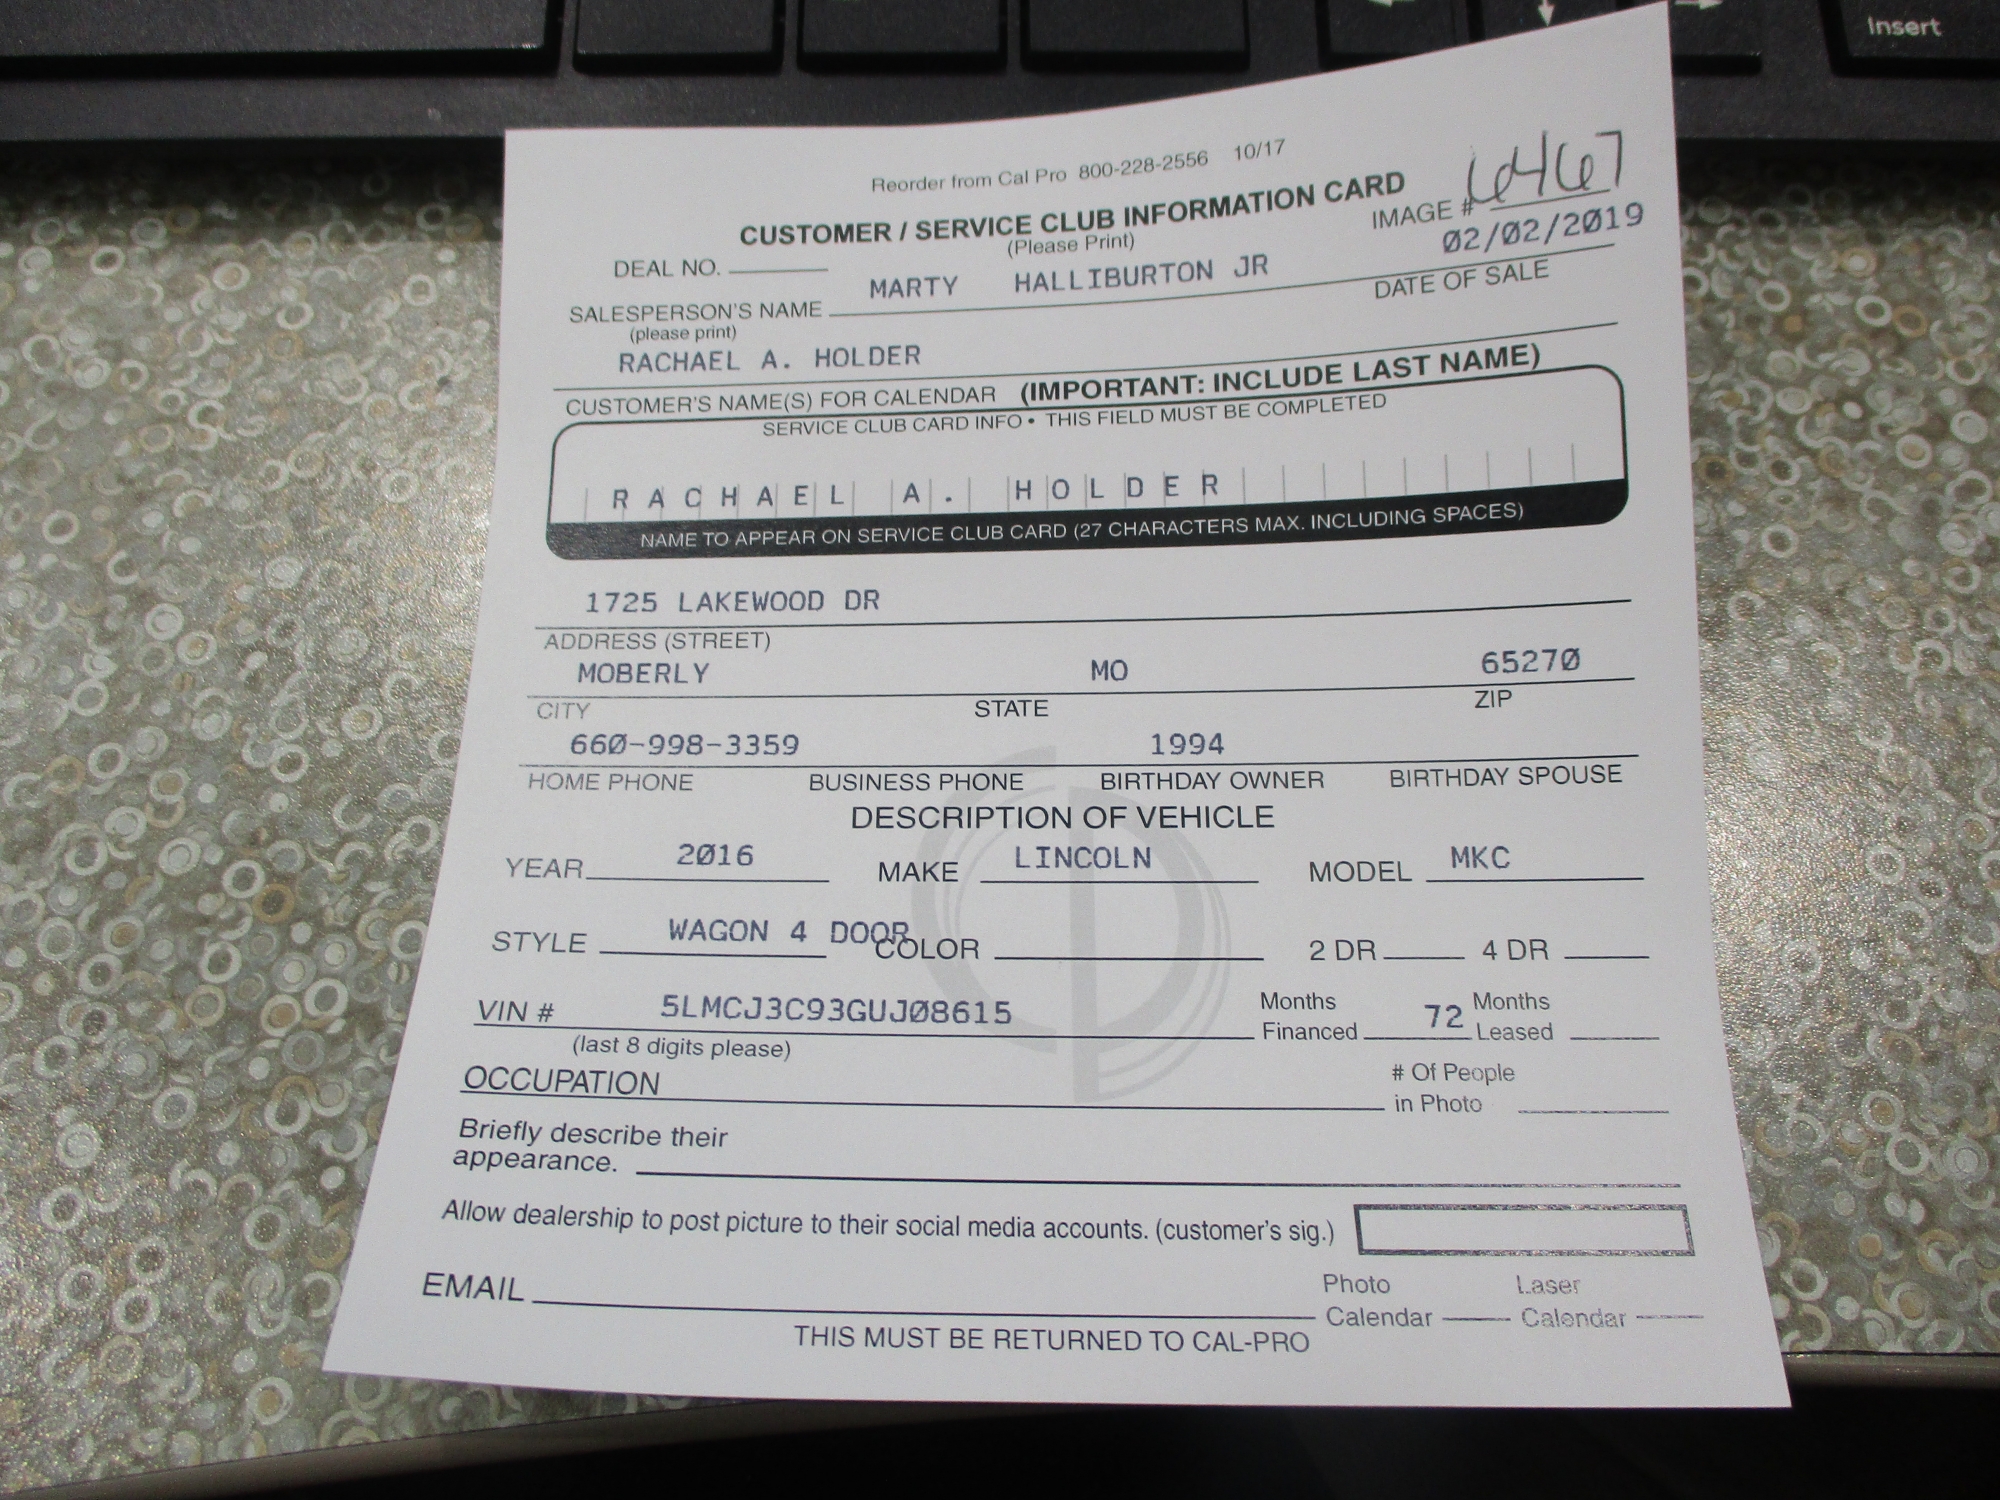 Insert
Reorder from Cal Pro 800-228-2556 10/17
CUSTOMER / SERVICE CLUB INFORMATION CARD
(Please Print)
IMAGE # 6467
DEAL NO.
02/02/2019
MARTY HALLIBURTON JR
SALESPERSON'S NAME
DATE OF SALE
(please print)
RACHAEL A. HOLDER
CUSTOMER'S NAME(S) FOR CALENDAR (IMPORTANT: INCLUDE LAST NAME)
SERVICE CLUB CARD INFO • THIS FIELD MUST BE COMPLETED
RACHAEL A. HOLDER
NAME TO APPEAR ON SERVICE CLUB CARD (27 CHARACTERS MAX. INCLUDING SPACES)
1725 LAKEWOOD DR
ADDRESS (STREET)
MOBERLY MO 65270
CITY STATE ZIP
660-998-3359 1994
HOME PHONE BUSINESS PHONE BIRTHDAY OWNER BIRTHDAY SPOUSE
DESCRIPTION OF VEHICLE
YEAR 2016 MAKE LINCOLN MODEL MKC
STYLE WAGON 4 DOOR COLOR 2 DR 4 DR
VIN # 5LMCJ3C93GUJ08615 Months Financed 72 Months Leased
(last 8 digits please)
OCCUPATION # Of People in Photo
Briefly describe their
appearance.
Allow dealership to post picture to their social media accounts. (customer's sig.)
EMAIL Photo Calendar Laser Calendar
THIS MUST BE RETURNED TO CAL-PRO